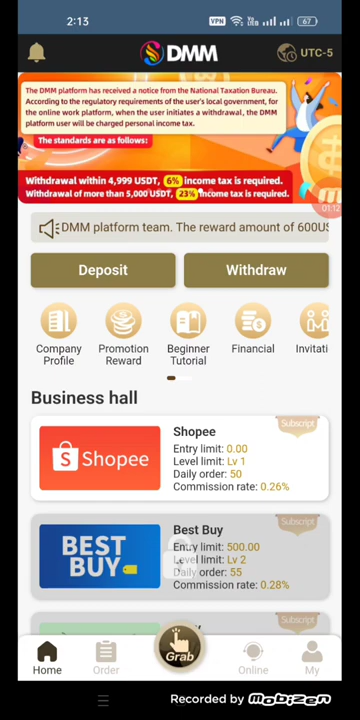 2:13
VPN
67
DMM
UTC-5
The DMM platform has received a notice from the National Taxation Bureau.
According to the regulatory requirements of the user's local government, for
the online work platform, when the user initiates a withdrawal, the DMM
platform user will be charged personal income tax.
The standards are as follows:
Withdrawal within 4,999 USDT, 6% income tax is required.
Withdrawal of more than 5,000 USDT, 23% income tax is required.
01:12
DMM platform team. The reward amount of 600US
Deposit
Withdraw
Company Profile
Promotion Reward
Beginner Tutorial
Financial
Invitati
Business hall
Subscript
Shopee
Shopee
Entry limit: 0.00
Level limit: Lv 1
Daily order: 50
Commission rate: 0.26%
Subscript
BEST
BUY
Best Buy
Entry limit: 500.00
Level limit: Lv 2
Daily order: 55
Commission rate: 0.28%
Subscript
Home
Order
Grab
Online
My
Recorded by Mobizen